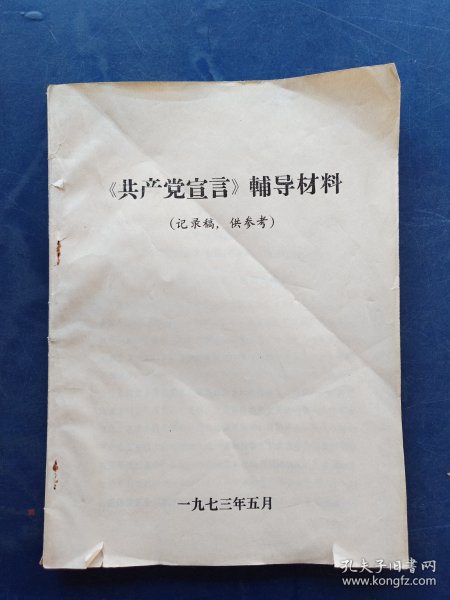 《共产党宣言》輔导材料
(记录稿，供参考)
一九七三年五月
孔夫子旧书网
www.kongfz.com